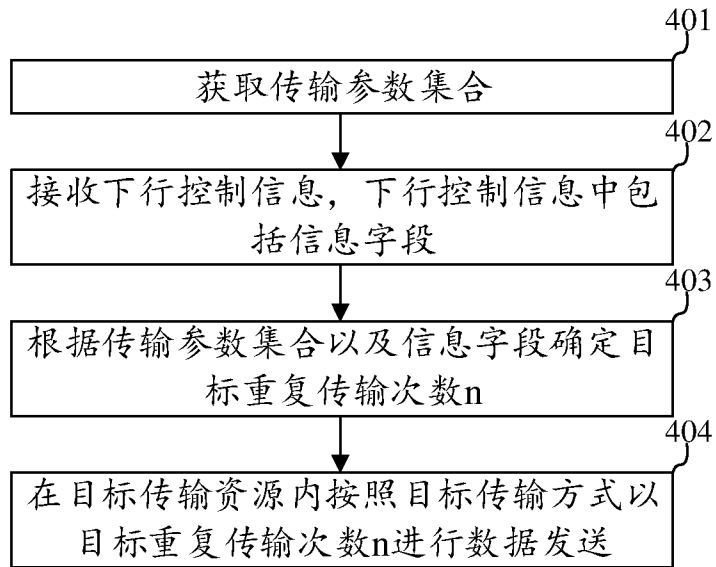 401
获取传输参数集合
402
接收下行控制信息，下行控制信息中包
括信息字段
403
根据传输参数集合以及信息字段确定目
标重复传输次数n
404
在目标传输资源内按照目标传输方式以
目标重复传输次数n进行数据发送